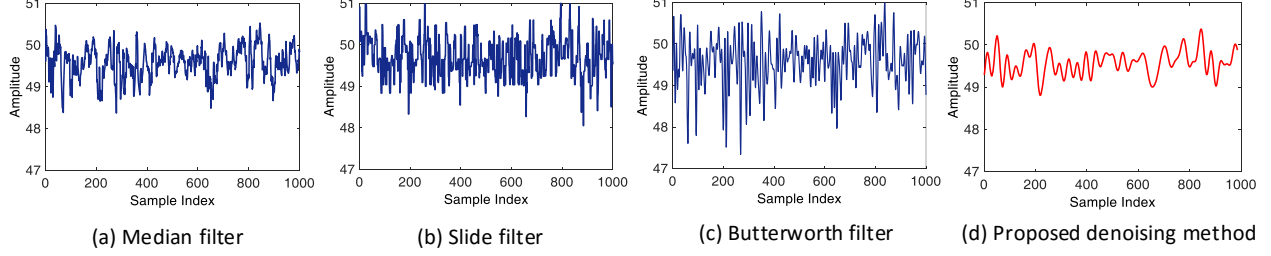 51
50
49
48
47
Amplitude
0 200 400 600 800 1000
Sample Index
(a) Median filter
51
50
49
48
47
Amplitude
0 200 400 600 800 1000
Sample Index
(b) Slide filter
51
50
49
48
47
Amplitude
0 200 400 600 800 1000
Sample Index
(c) Butterworth filter
51
50
49
48
47
Amplitude
0 200 400 600 800 1000
Sample Index
(d) Proposed denoising method